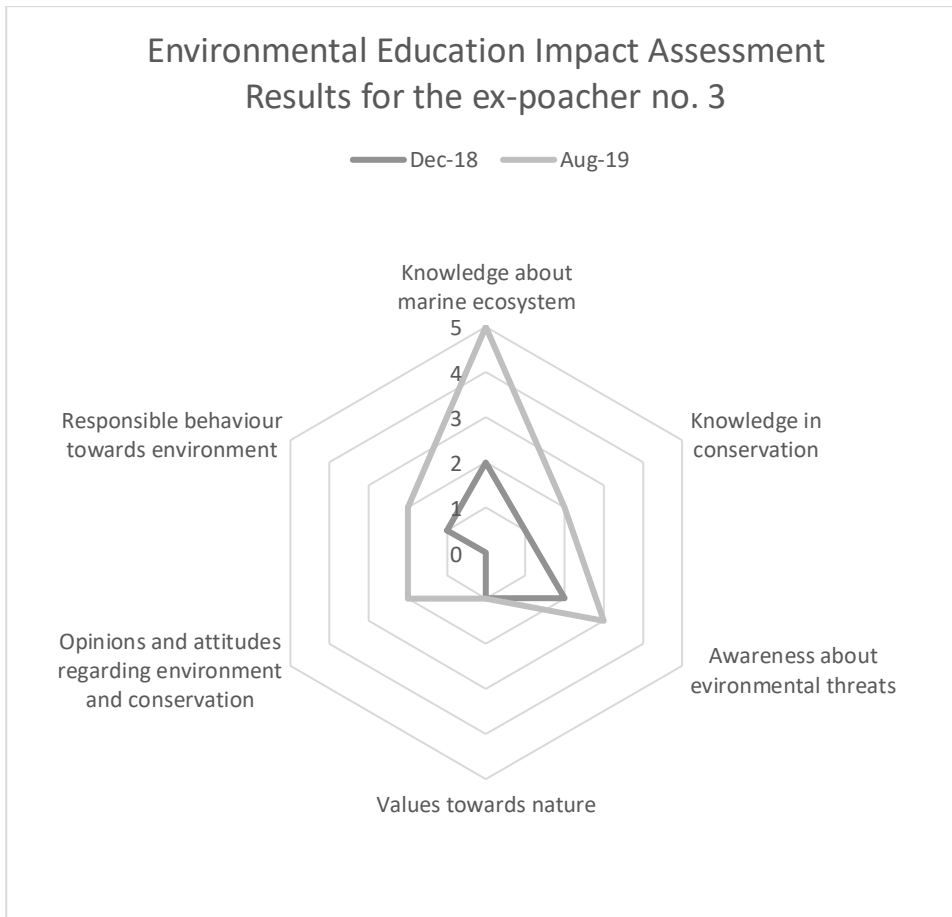 Environmental Education Impact Assessment
Results for the ex-poacher no. 3
Dec-18
Aug-19
Knowledge about
marine ecosystem
5
4
3
2
1
0
Knowledge in
conservation
Awareness about
evironmental threats
Values towards nature
Opinions and attitudes
regarding environment
and conservation
Responsible behaviour
towards environment